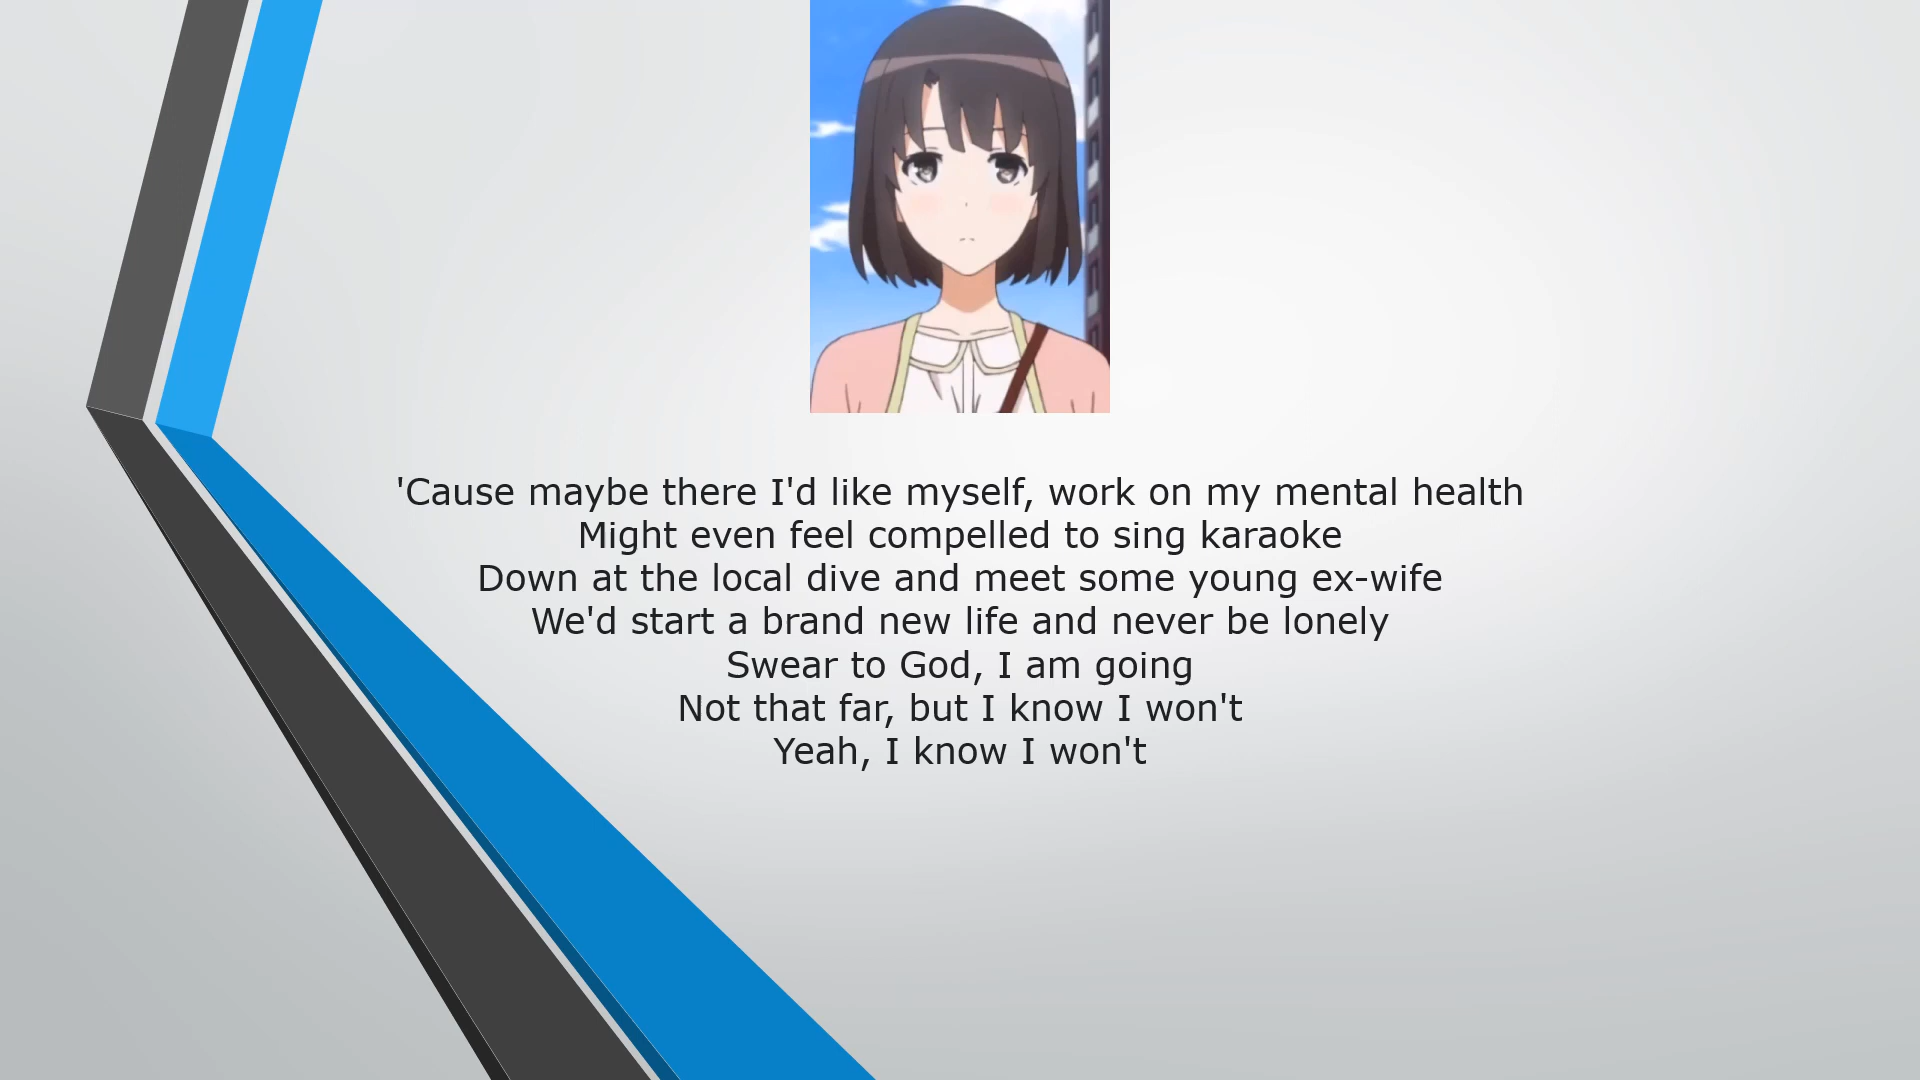 'Cause maybe there I'd like myself, work on my mental health
Might even feel compelled to sing karaoke
Down at the local dive and meet some young ex-wife
We'd start a brand new life and never be lonely
Swear to God, I am going
Not that far, but I know I won't
Yeah, I know I won't